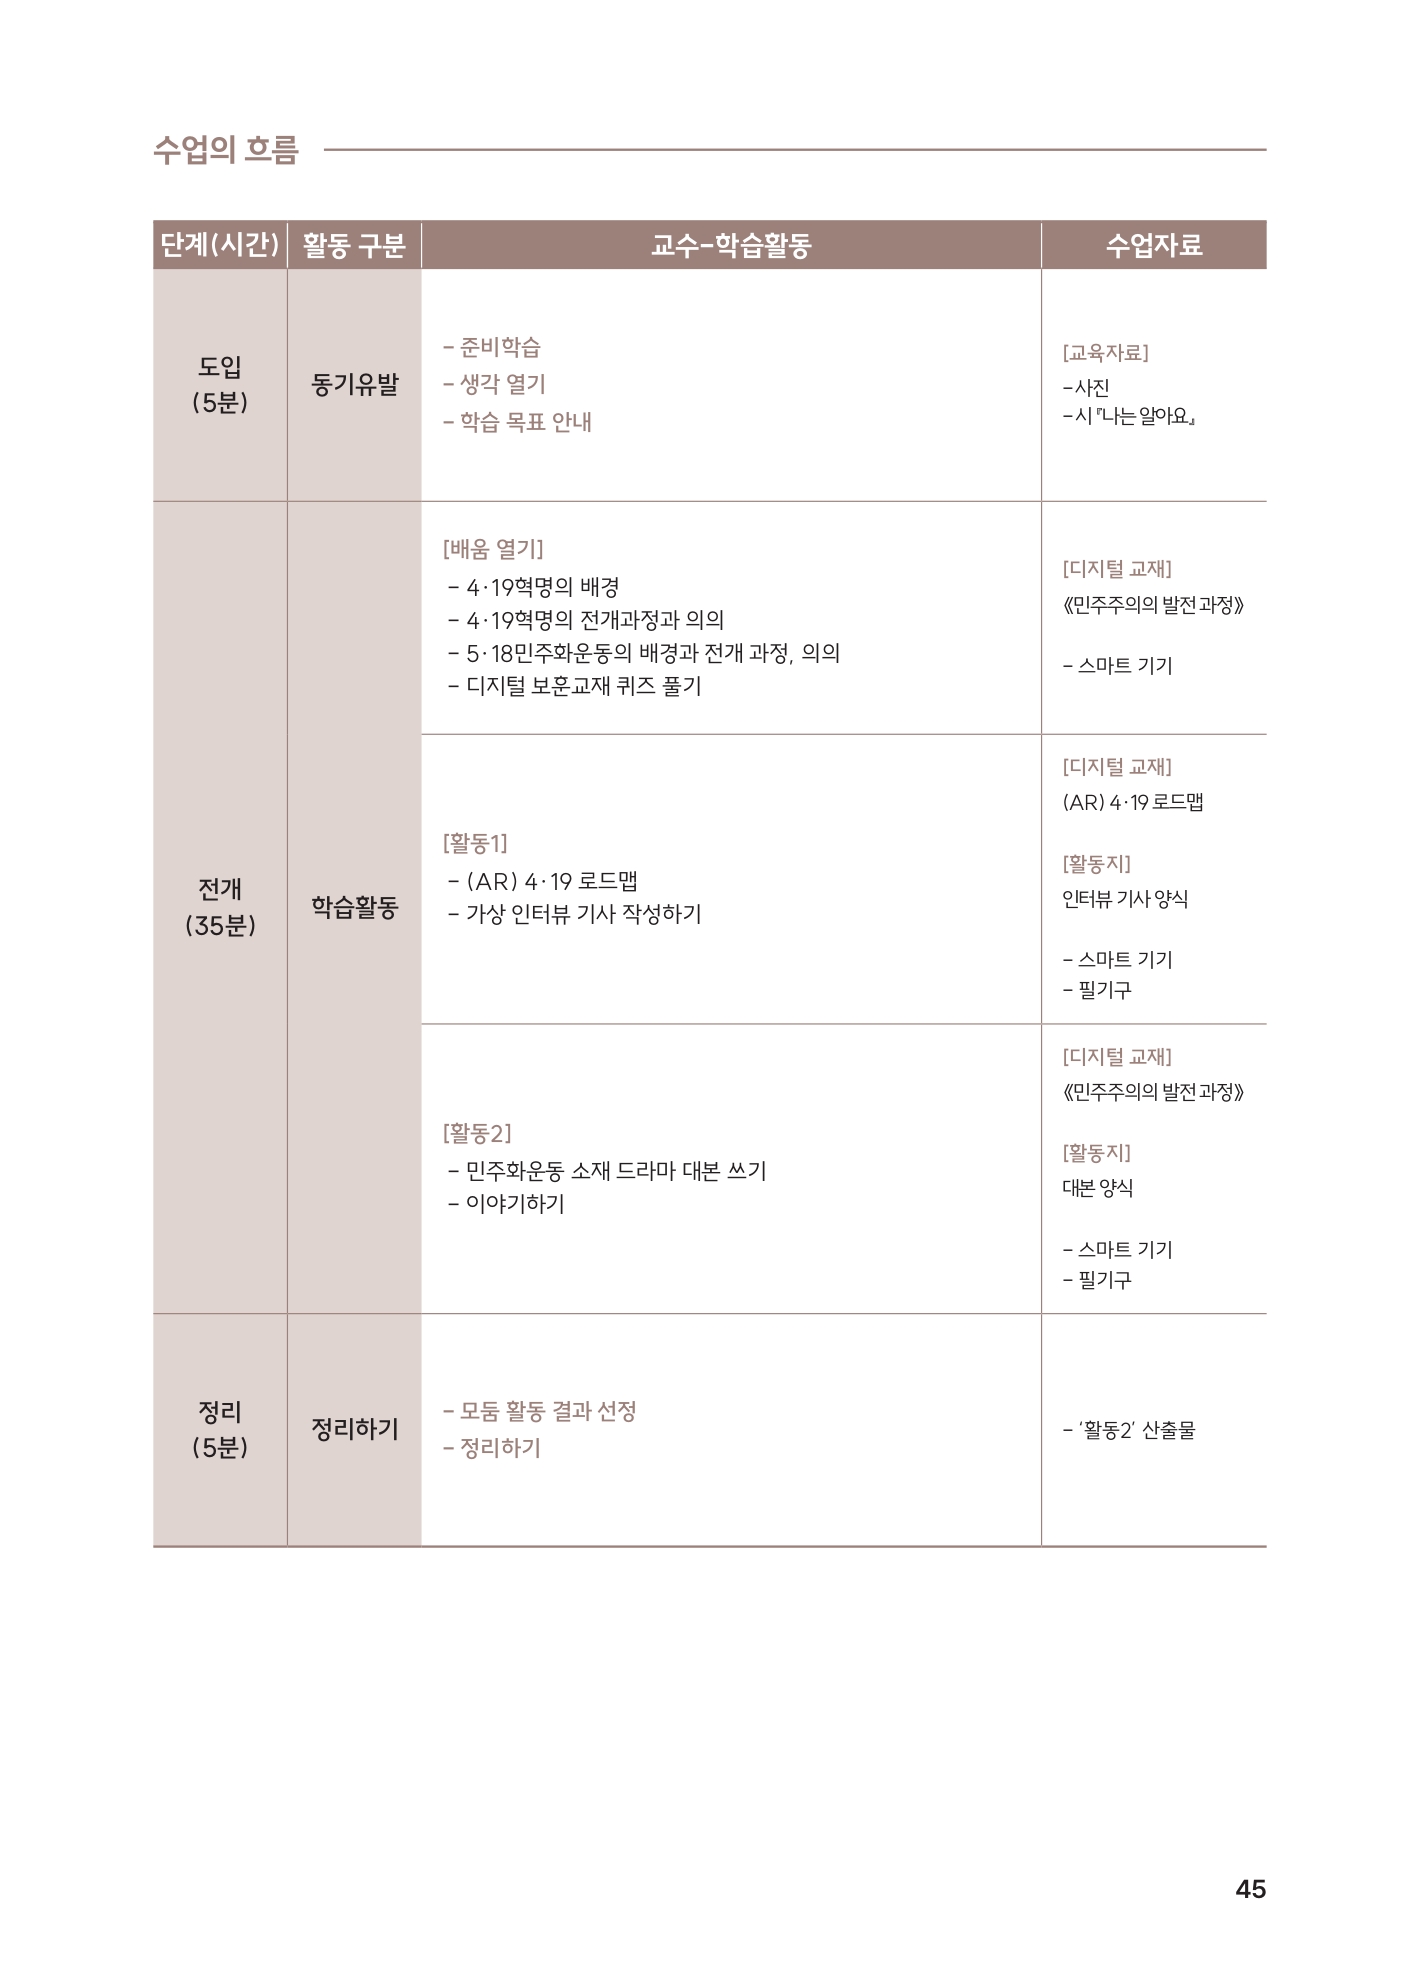 수업의 흐름
단계(시간) 활동 구분 교수-학습활동 수업자료
도입
(5분)
동기유발
- 준비학습
- 생각 열기
- 학습 목표 안내
[교육자료]
-사진
-시『나는 알아요』
전개
(35분)
학습활동
[배움 열기]
- 4·19혁명의 배경
- 4·19혁명의 전개과정과 의의
- 5·18민주화운동의 배경과 전개 과정, 의의
- 디지털 보훈교재 퀴즈 풀기
[디지털 교재]
《민주주의의 발전 과정》
- 스마트 기기
[활동1]
- (AR) 4·19 로드맵
- 가상 인터뷰 기사 작성하기
[디지털 교재]
(AR) 4·19 로드맵
[활동지]
인터뷰 기사 양식
- 스마트 기기
- 필기구
[활동2]
- 민주화운동 소재 드라마 대본 쓰기
- 이야기하기
[디지털 교재]
《민주주의의 발전 과정》
[활동지]
대본 양식
- 스마트 기기
- 필기구
정리
(5분)
정리하기
- 모둠 활동 결과 선정
- 정리하기
- ‘활동2’ 산출물
45